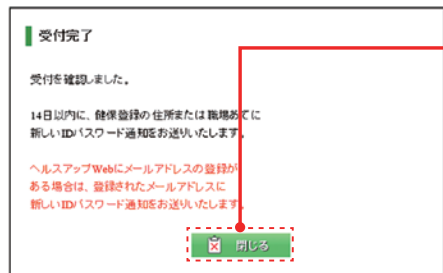 受付完了
受付を確認しました。
14日以内に、健保登録の住所または職場あてに
新しいIDパスワード通知をお送りいたします。
ヘルスアップWebにメールアドレスの登録が
ある場合は、登録されたメールアドレスに
新しいIDパスワード通知をお送りいたします。
閉じる